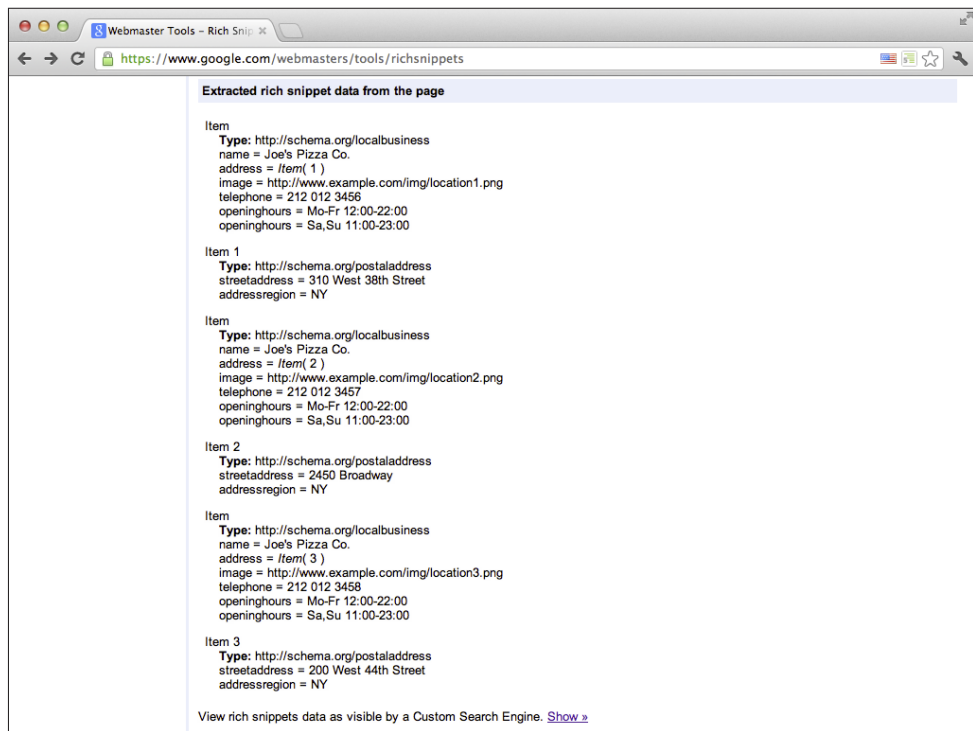 Webmaster Tools - Rich Snip
https://www.google.com/webmasters/tools/richsnippets
Extracted rich snippet data from the page
Item
Type: http://schema.org/localbusiness
name = Joe's Pizza Co.
address = Item( 1 )
image = http://www.example.com/img/location1.png
telephone = 212 012 3456
openinghours = Mo-Fr 12:00-22:00
openinghours = Sa,Su 11:00-23:00
Item 1
Type: http://schema.org/postaladdress
streetaddress = 310 West 38th Street
addressregion = NY
Item
Type: http://schema.org/localbusiness
name = Joe's Pizza Co.
address = Item( 2 )
image = http://www.example.com/img/location2.png
telephone = 212 012 3457
openinghours = Mo-Fr 12:00-22:00
openinghours = Sa,Su 11:00-23:00
Item 2
Type: http://schema.org/postaladdress
streetaddress = 2450 Broadway
addressregion = NY
Item
Type: http://schema.org/localbusiness
name = Joe's Pizza Co.
address = Item( 3 )
image = http://www.example.com/img/location3.png
telephone = 212 012 3458
openinghours = Mo-Fr 12:00-22:00
openinghours = Sa,Su 11:00-23:00
Item 3
Type: http://schema.org/postaladdress
streetaddress = 200 West 44th Street
addressregion = NY
View rich snippets data as visible by a Custom Search Engine. Show »